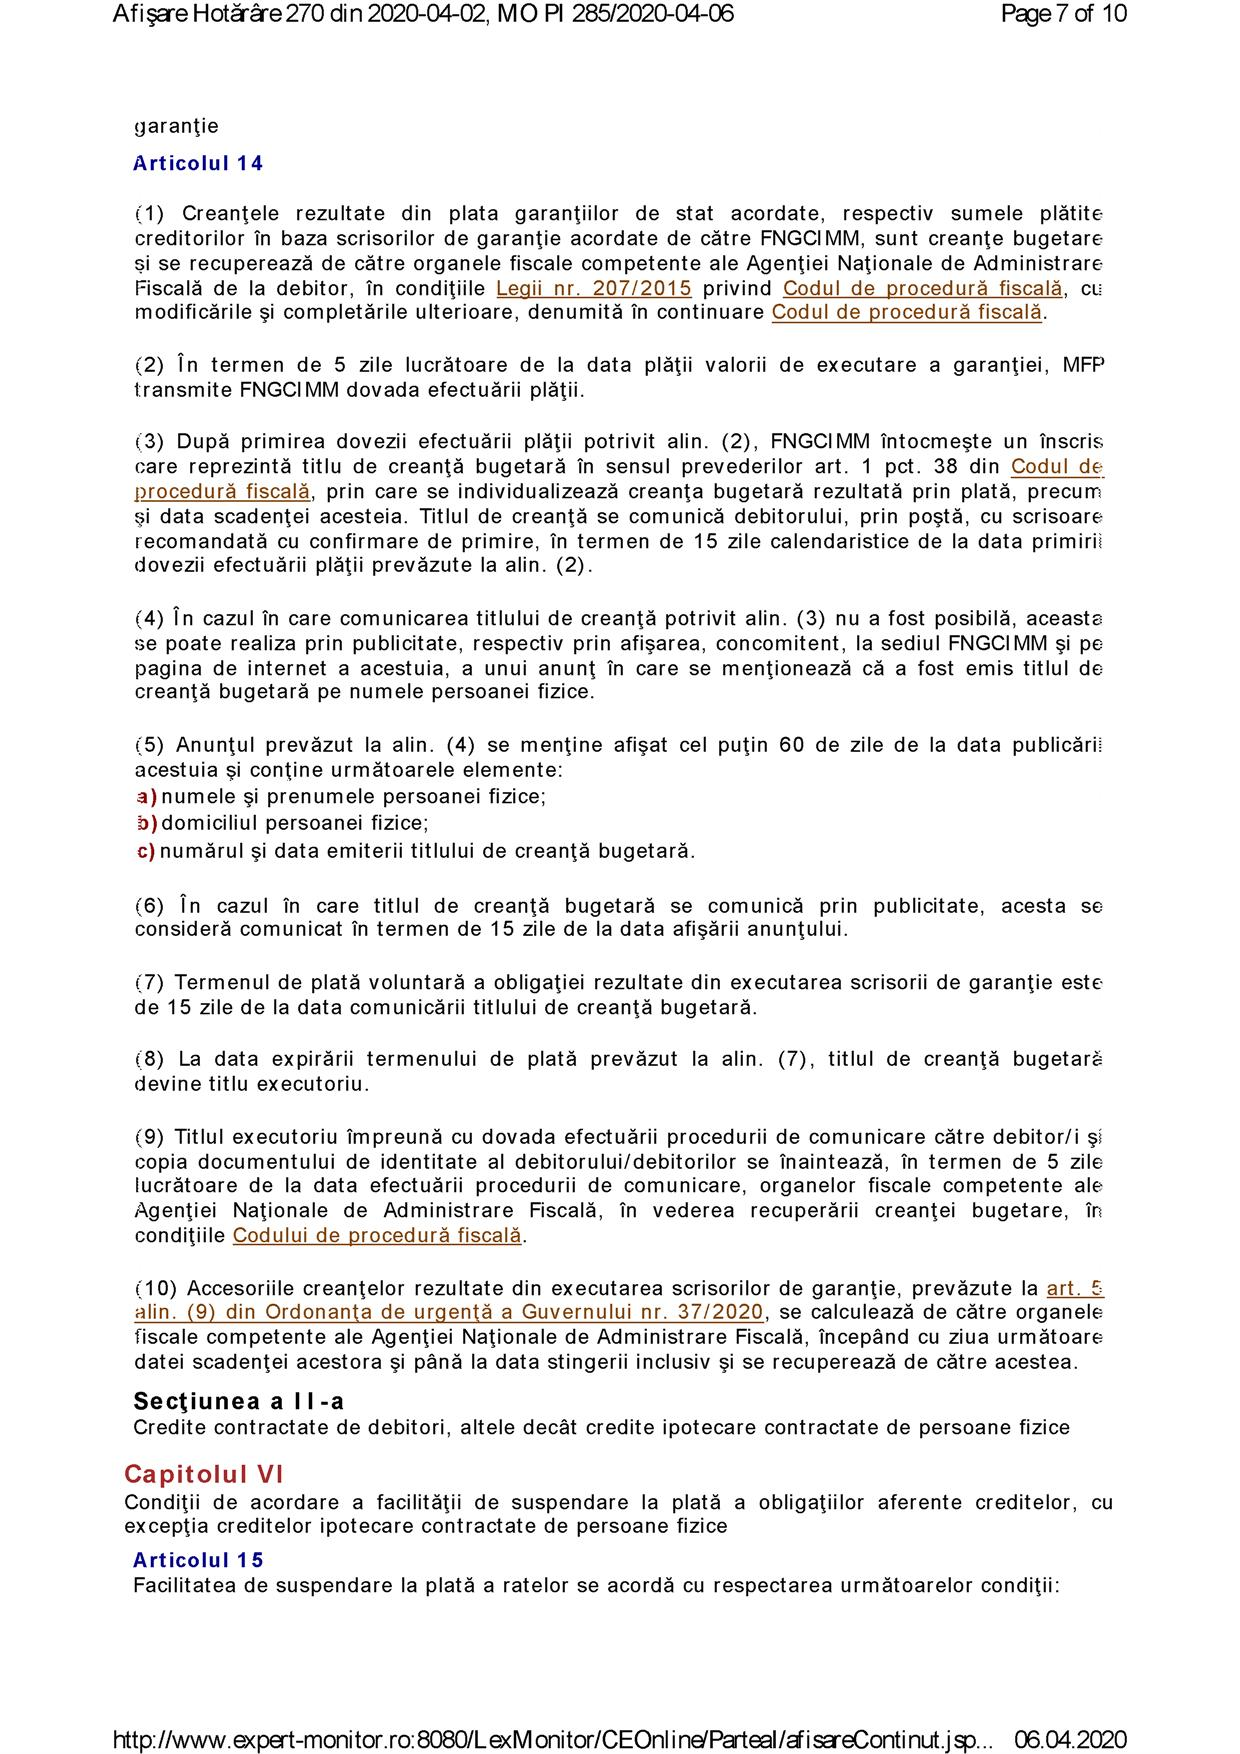 Afişare Hotărâre 270 din 2020-04-02, MO PI 285/2020-04-06 Page 7 of 10
garanţie
Articolul 14
(1) Creanţele rezultate din plata garanţiilor de stat acordate, respectiv sumele plătite
creditorilor în baza scrisorilor de garanţie acordate de către FNGCIMM, sunt creanţe bugetare
şi se recuperează de către organele fiscale competente ale Agenţiei Naţionale de Administrare
Fiscală de la debitor, în condiţiile Legii nr. 207/2015 privind Codul de procedură fiscală, cu
modificările şi completările ulterioare, denumită în continuare Codul de procedură fiscală.
(2) În termen de 5 zile lucrătoare de la data plăţii valorii de executare a garanţiei, MFP
transmite FNGCIMM dovada efectuării plăţii.
(3) După primirea dovezii efectuării plăţii potrivit alin. (2), FNGCIMM întocmeşte un înscris
care reprezintă titlu de creanţă bugetară în sensul prevederilor art. 1 pct. 38 din Codul de
procedură fiscală, prin care se individualizează creanţa bugetară rezultată prin plată, precum
şi data scadenţei acesteia. Titlul de creanţă se comunică debitorului, prin poştă, cu scrisoare
recomandată cu confirmare de primire, în termen de 15 zile calendaristice de la data primirii
dovezii efectuării plăţii prevăzute la alin. (2).
(4) În cazul în care comunicarea titlului de creanţă potrivit alin. (3) nu a fost posibilă, aceasta
se poate realiza prin publicitate, respectiv prin afişarea, concomitent, la sediul FNGCIMM şi pe
pagina de internet a acestuia, a unui anunţ în care se menţionează că a fost emis titlul de
creanţă bugetară pe numele persoanei fizice.
(5) Anunţul prevăzut la alin. (4) se menţine afişat cel puţin 60 de zile de la data publicării
acestuia şi conţine următoarele elemente:
a) numele şi prenumele persoanei fizice;
b) domiciliul persoanei fizice;
c) numărul şi data emiterii titlului de creanţă bugetară.
(6) În cazul în care titlul de creanţă bugetară se comunică prin publicitate, acesta se
consideră comunicat în termen de 15 zile de la data afişării anunţului.
(7) Termenul de plată voluntară a obligaţiei rezultate din executarea scrisorii de garanţie este
de 15 zile de la data comunicării titlului de creanţă bugetară.
(8) La data expirării termenului de plată prevăzut la alin. (7), titlul de creanţă bugetară
devine titlu executoriu.
(9) Titlul executoriu împreună cu dovada efectuării procedurii de comunicare către debitor/i şi
copia documentului de identitate al debitorului/debitorilor se înaintează, în termen de 5 zile
lucrătoare de la data efectuării procedurii de comunicare, organelor fiscale competente ale
Agenţiei Naţionale de Administrare Fiscală, în vederea recuperării creanţei bugetare, în
condiţiile Codului de procedură fiscală.
(10) Accesoriile creanţelor rezultate din executarea scrisorilor de garanţie, prevăzute la art. 5
alin. (9) din Ordonanţa de urgenţă a Guvernului nr. 37/2020, se calculează de către organele
fiscale competente ale Agenţiei Naţionale de Administrare Fiscală, începând cu ziua următoare
datei scadenţei acestora şi până la data stingerii inclusiv şi se recuperează de către acestea.
Secţiunea a II-a
Credite contractate de debitori, altele decât credite ipotecare contractate de persoane fizice
Capitolul VI
Condiţii de acordare a facilităţii de suspendare la plată a obligaţiilor aferente creditelor, cu
excepţia creditelor ipotecare contractate de persoane fizice
Articolul 15
Facilitatea de suspendare la plată a ratelor se acordă cu respectarea următoarelor condiţii:
http://www.expert-monitor.ro:8080/LexMonitor/CEOnline/ParteaI/afisareContinut.jsp... 06.04.2020